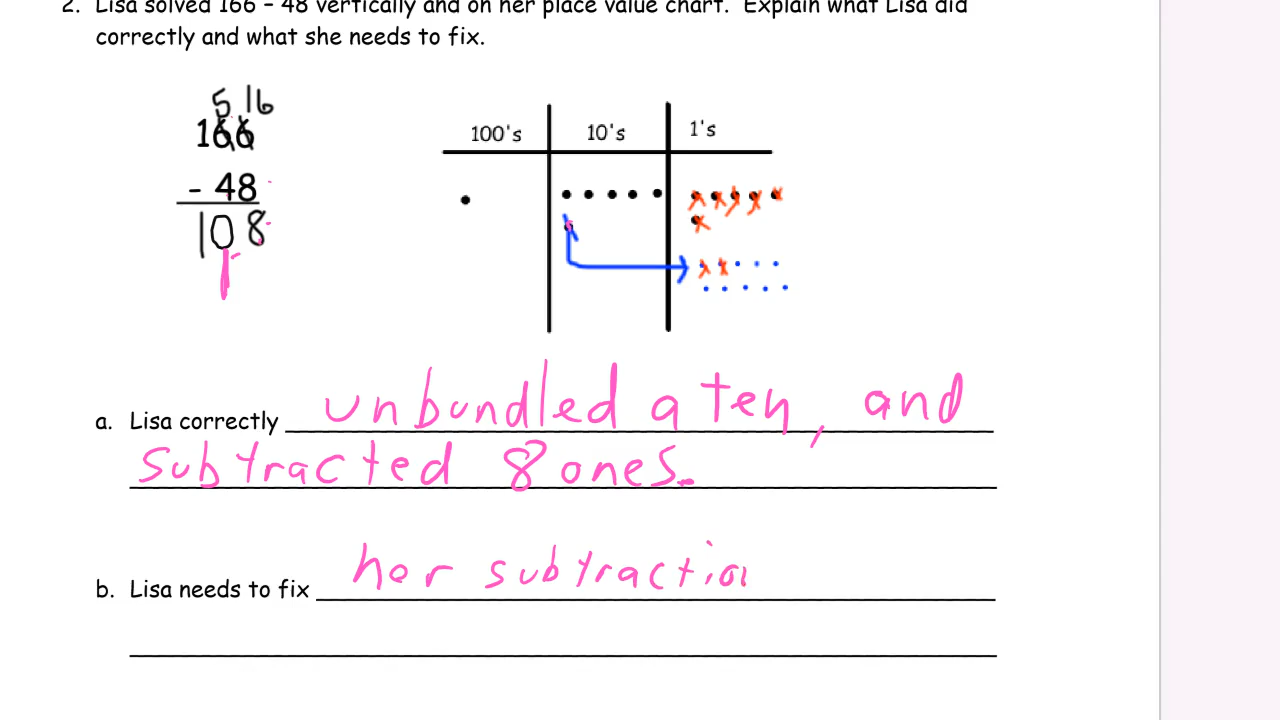 2. Lisa solved 166 – 48 vertically and on her place value chart. Explain what Lisa did
correctly and what she needs to fix.
5 16
166
- 48
108
1
100's 10's 1's
a. Lisa correctly unbundled a ten, and
subtracted 8 ones.
b. Lisa needs to fix her subtraction